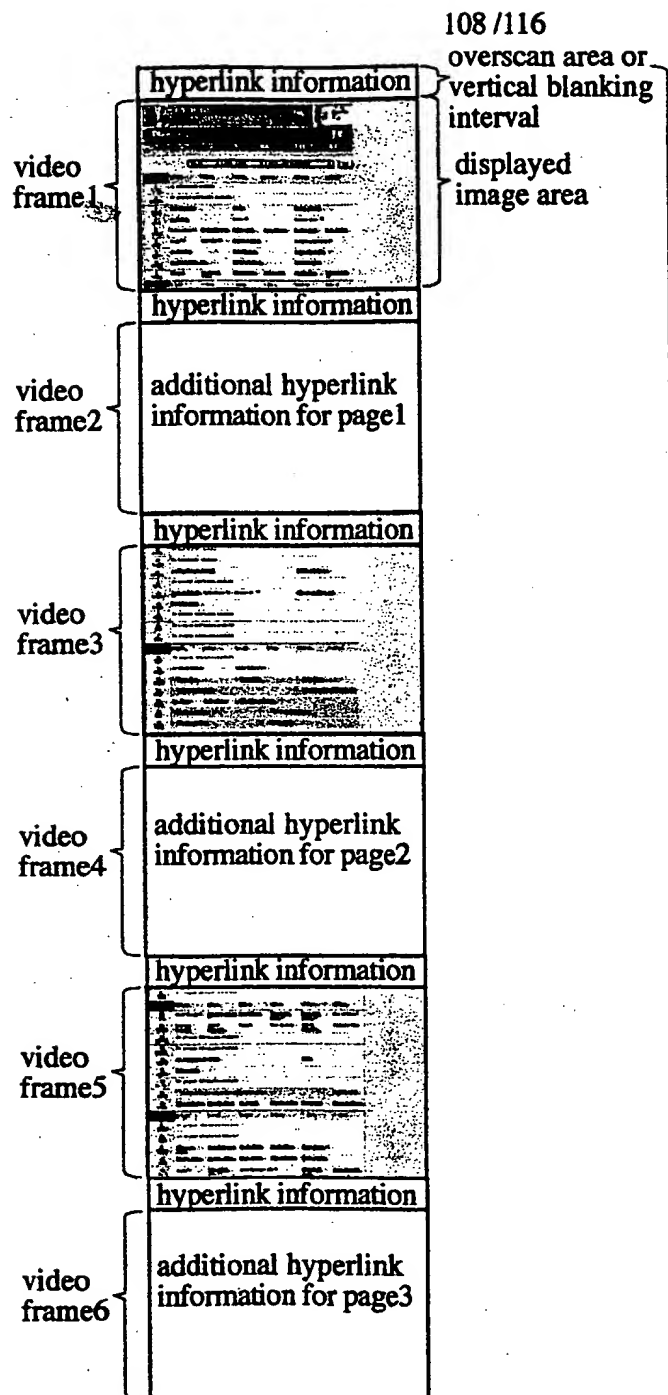 108 /116
overscan area or
vertical blanking
interval
hyperlink information
displayed
image area
video
frame1
hyperlink information
video
frame2
additional hyperlink
information for page1
hyperlink information
video
frame3
hyperlink information
video
frame4
additional hyperlink
information for page2
hyperlink information
video
frame5
hyperlink information
video
frame6
additional hyperlink
information for page3